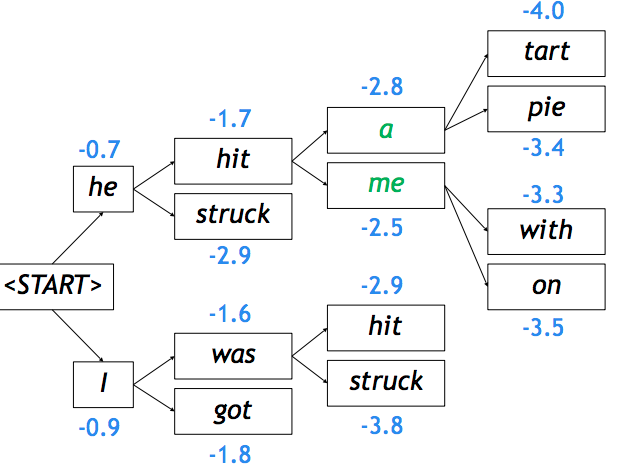 -4.0
tart
-2.8
-1.7
a
pie
-0.7
hit
-3.4
he
me
-3.3
struck
with
-2.5
-2.9
<START>
on
-2.9
-1.6
hit
-3.5
was
I
struck
got
-0.9
-3.8
-1.8